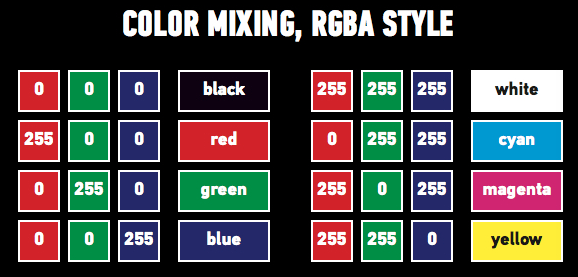 COLOR MIXING, RGBA STYLE
0 0 0 black 255 255 255 white
255 0 0 red 0 255 255 cyan
0 255 0 green 255 0 255 magenta
0 0 255 blue 255 255 0 yellow